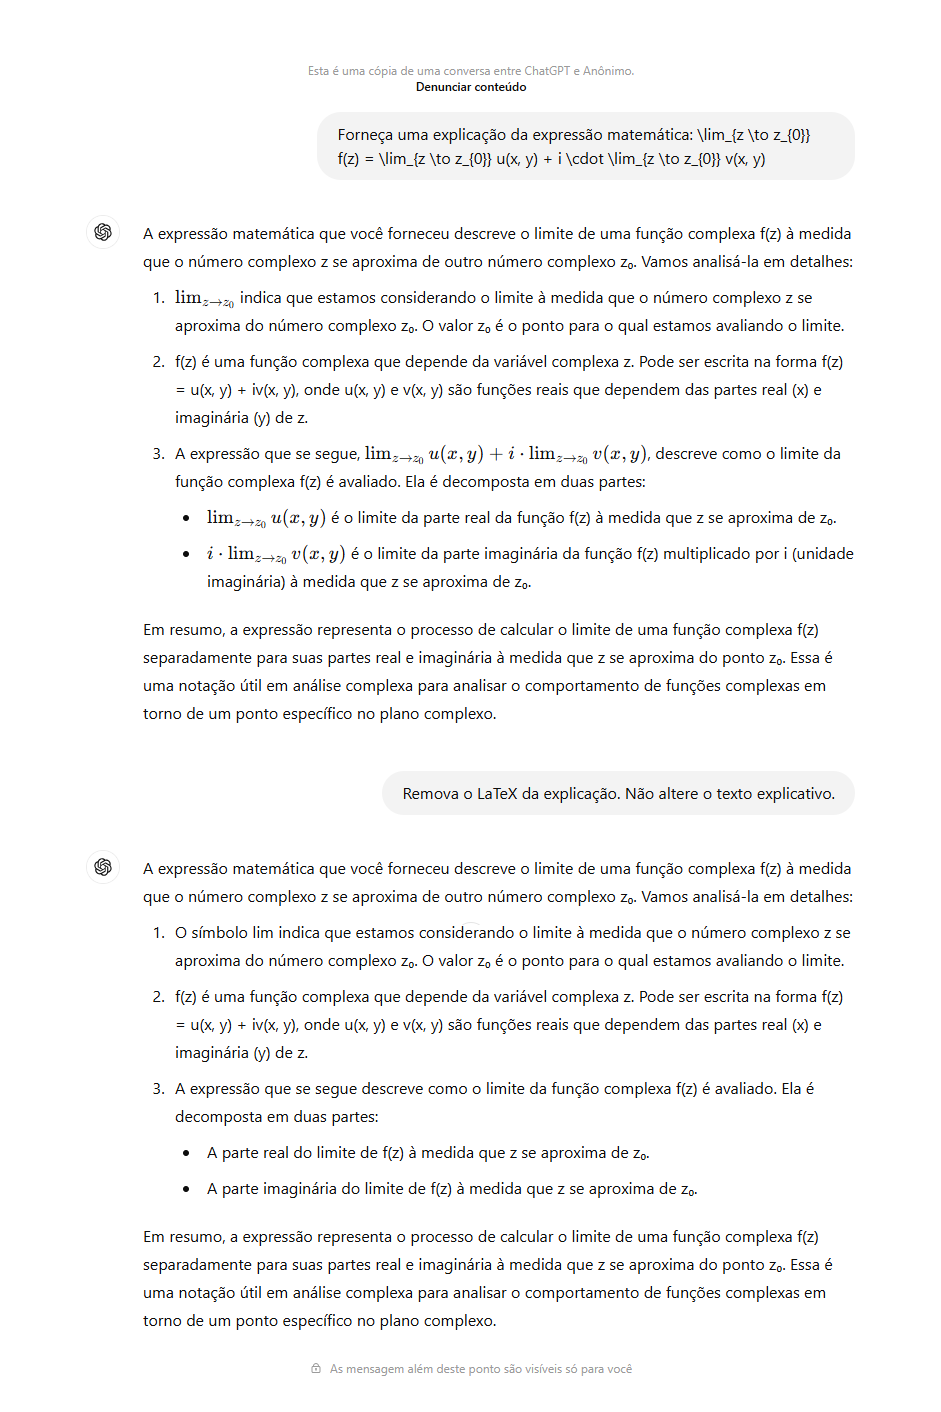 Esta é uma cópia de uma conversa entre ChatGPT e Anônimo.
Denunciar conteúdo
Forneça uma explicação da expressão matemática: \lim_{z \to z_{0}}
f(z) = \lim_{z \to z_{0}} u(x, y) + i \cdot \lim_{z \to z_{0}} v(x, y)
A expressão matemática que você forneceu descreve o limite de uma função complexa f(z) à medida
que o número complexo z se aproxima de outro número complexo z₀. Vamos analisá-la em detalhes:
1. lim_{z→z₀} indica que estamos considerando o limite à medida que o número complexo z se
aproxima do número complexo z₀. O valor z₀ é o ponto para o qual estamos avaliando o limite.
2. f(z) é uma função complexa que depende da variável complexa z. Pode ser escrita na forma f(z)
= u(x, y) + iv(x, y), onde u(x, y) e v(x, y) são funções reais que dependem das partes real (x) e
imaginária (y) de z.
3. A expressão que se segue, lim_{z→z₀} u(x, y) + i · lim_{z→z₀} v(x, y), descreve como o limite da
função complexa f(z) é avaliado. Ela é decomposta em duas partes:
• lim_{z→z₀} u(x, y) é o limite da parte real da função f(z) à medida que z se aproxima de z₀.
• i · lim_{z→z₀} v(x, y) é o limite da parte imaginária da função f(z) multiplicado por i (unidade
imaginária) à medida que z se aproxima de z₀.
Em resumo, a expressão representa o processo de calcular o limite de uma função complexa f(z)
separadamente para suas partes real e imaginária à medida que z se aproxima do ponto z₀. Essa é
uma notação útil em análise complexa para analisar o comportamento de funções complexas em
torno de um ponto específico no plano complexo.
Remova o LaTeX da explicação. Não altere o texto explicativo.
A expressão matemática que você forneceu descreve o limite de uma função complexa f(z) à medida
que o número complexo z se aproxima de outro número complexo z₀. Vamos analisá-la em detalhes:
1. O símbolo lim indica que estamos considerando o limite à medida que o número complexo z se
aproxima do número complexo z₀. O valor z₀ é o ponto para o qual estamos avaliando o limite.
2. f(z) é uma função complexa que depende da variável complexa z. Pode ser escrita na forma f(z)
= u(x, y) + iv(x, y), onde u(x, y) e v(x, y) são funções reais que dependem das partes real (x) e
imaginária (y) de z.
3. A expressão que se segue descreve como o limite da função complexa f(z) é avaliado. Ela é
decomposta em duas partes:
• A parte real do limite de f(z) à medida que z se aproxima de z₀.
• A parte imaginária do limite de f(z) à medida que z se aproxima de z₀.
Em resumo, a expressão representa o processo de calcular o limite de uma função complexa f(z)
separadamente para suas partes real e imaginária à medida que z se aproxima do ponto z₀. Essa é
uma notação útil em análise complexa para analisar o comportamento de funções complexas em
torno de um ponto específico no plano complexo.
As mensagem além deste ponto são visíveis só para você